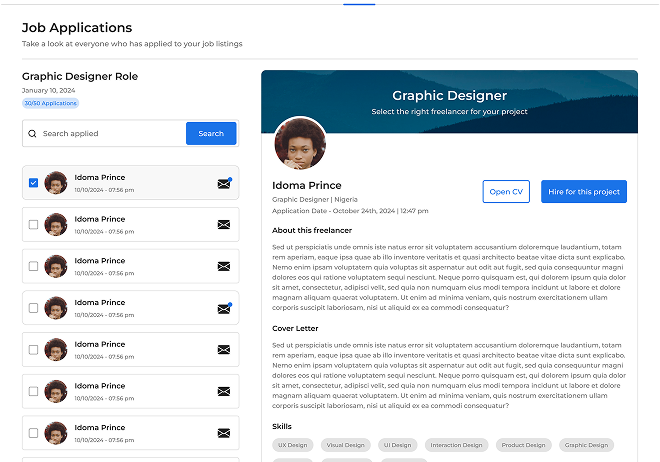 Job Applications
Take a look at everyone who has applied to your job listings
Graphic Designer Role
January 10, 2024
30/50 Applications
Search applied
Search
Idoma Prince
10/10/2024 - 07:56 pm
Idoma Prince
10/10/2024 - 07:56 pm
Idoma Prince
10/10/2024 - 07:56 pm
Idoma Prince
10/10/2024 - 07:56 pm
Idoma Prince
10/10/2024 - 07:56 pm
Idoma Prince
10/10/2024 - 07:56 pm
Idoma Prince
10/10/2024 - 07:56 pm
Graphic Designer
Select the right freelancer for your project
Idoma Prince
Graphic Designer | Nigeria
Application Date - October 24th, 2024 | 12:47 pm
Open CV
Hire for this project
About this freelancer
Sed ut perspiciatis unde omnis iste natus error sit voluptatem accusantium doloremque laudantium, totam
rem aperiam, eaque ipsa quae ab illo inventore veritatis et quasi architecto beatae vitae dicta sunt explicabo.
Nemo enim ipsam voluptatem quia voluptas sit aspernatur aut odit aut fugit, sed quia consequuntur magni
dolores eos qui ratione voluptatem sequi nesciunt. Neque porro quisquam est, qui dolorem ipsum quia dolor
sit amet, consectetur, adipisci velit, sed quia non numquam eius modi tempora incidunt ut labore et dolore
magnam aliquam quaerat voluptatem. Ut enim ad minima veniam, quis nostrum exercitationem ullam
corporis suscipit laboriosam, nisi ut aliquid ex ea commodi consequatur?
Cover Letter
Sed ut perspiciatis unde omnis iste natus error sit voluptatem accusantium doloremque laudantium, totam
rem aperiam, eaque ipsa quae ab illo inventore veritatis et quasi architecto beatae vitae dicta sunt explicabo.
Nemo enim ipsam voluptatem quia voluptas sit aspernatur aut odit aut fugit, sed quia consequuntur magni
dolores eos qui ratione voluptatem sequi nesciunt. Neque porro quisquam est, qui dolorem ipsum quia dolor
sit amet, consectetur, adipisci velit, sed quia non numquam eius modi tempora incidunt ut labore et dolore
magnam aliquam quaerat voluptatem. Ut enim ad minima veniam, quis nostrum exercitationem ullam
corporis suscipit laboriosam, nisi ut aliquid ex ea commodi consequatur?
Skills
UX Design
Visual Design
UI Design
Interaction Design
Product Design
Graphic Design